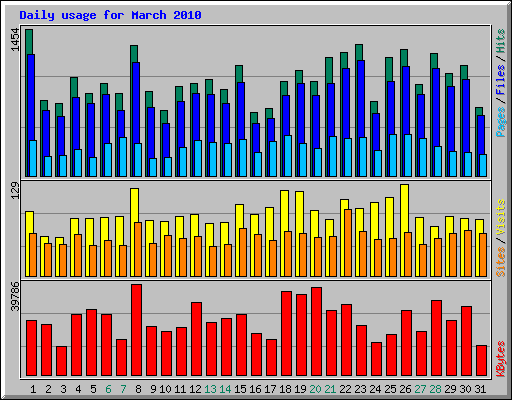 Daily usage for March 2010
1454
Pages / Files / Hits
129
Sites / Visits
39786
KBytes
1 2 3 4 5 6 7 8 9 10 11 12 13 14 15 16 17 18 19 20 21 22 23 24 25 26 27 28 29 30 31